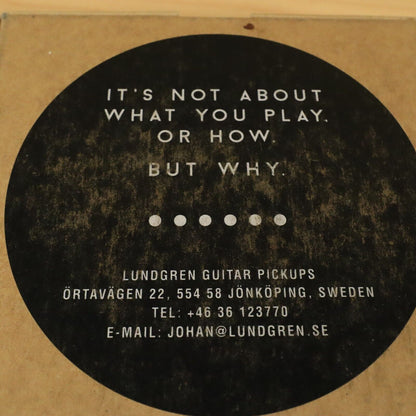 IT'S NOT ABOUT
WHAT YOU PLAY.
OR HOW.
BUT WHY.
LUNDGREN GUITAR PICKUPS
ÖRTAVÄGEN 22, 554 58 JÖNKÖPING, SWEDEN
TEL: +46 36 123770
E-MAIL: JOHAN@LUNDGREN.SE